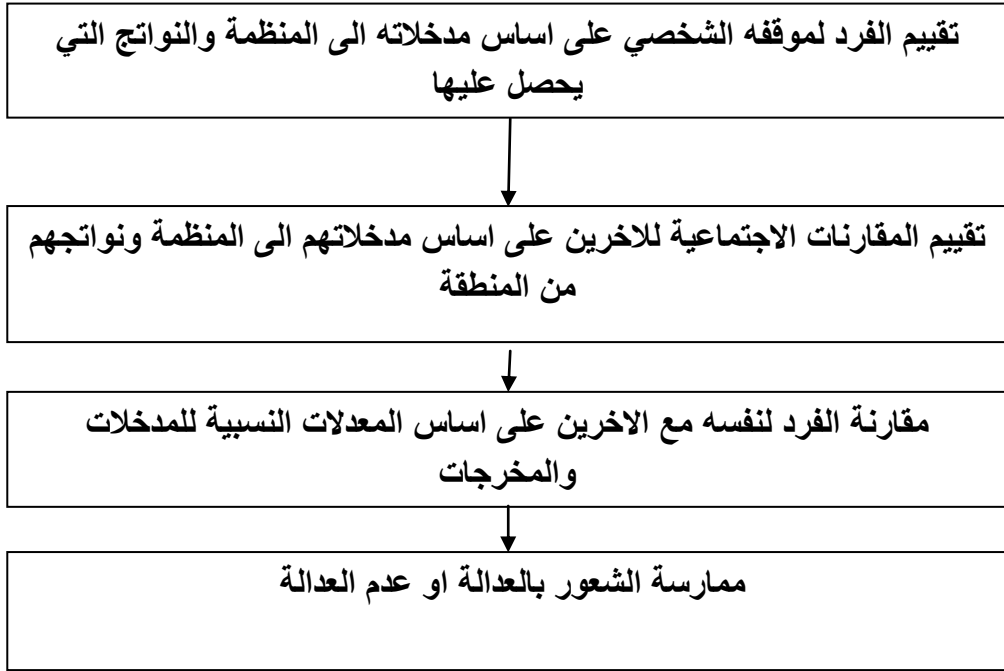 تقييم الفرد لموقفه الشخصي على اساس مدخلاته الى المنظمة والنواتج التي
يحصل عليها
تقييم المقارنات الاجتماعية للاخرين على اساس مدخلاتهم الى المنظمة ونواتجهم
من المنطقة
مقارنة الفرد لنفسه مع الاخرين على اساس المعدلات النسبية للمدخلات
والمخرجات
ممارسة الشعور بالعدالة او عدم العدالة